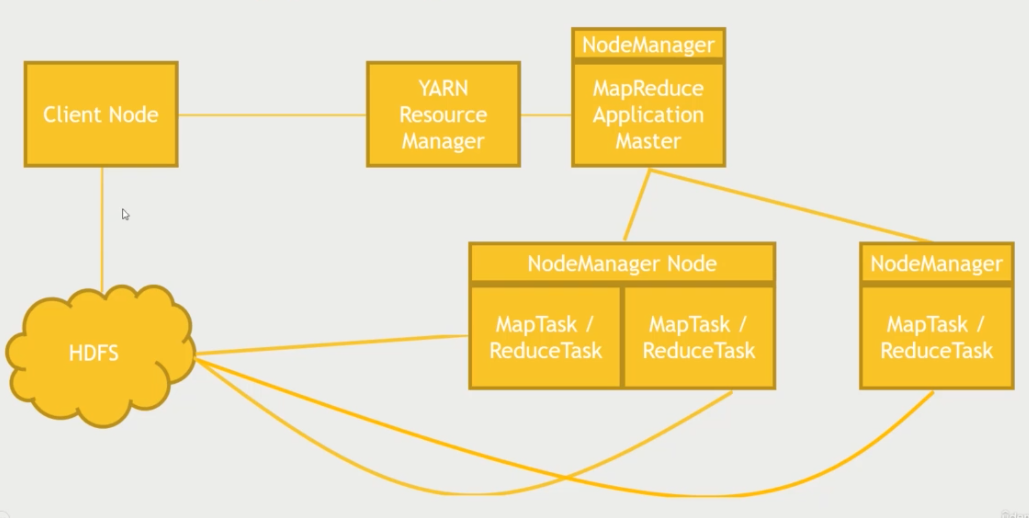 NodeManager
Client Node
YARN
Resource
Manager
MapReduce
Application
Master
NodeManager Node
NodeManager
HDFS
MapTask /
ReduceTask
MapTask /
ReduceTask
MapTask /
ReduceTask